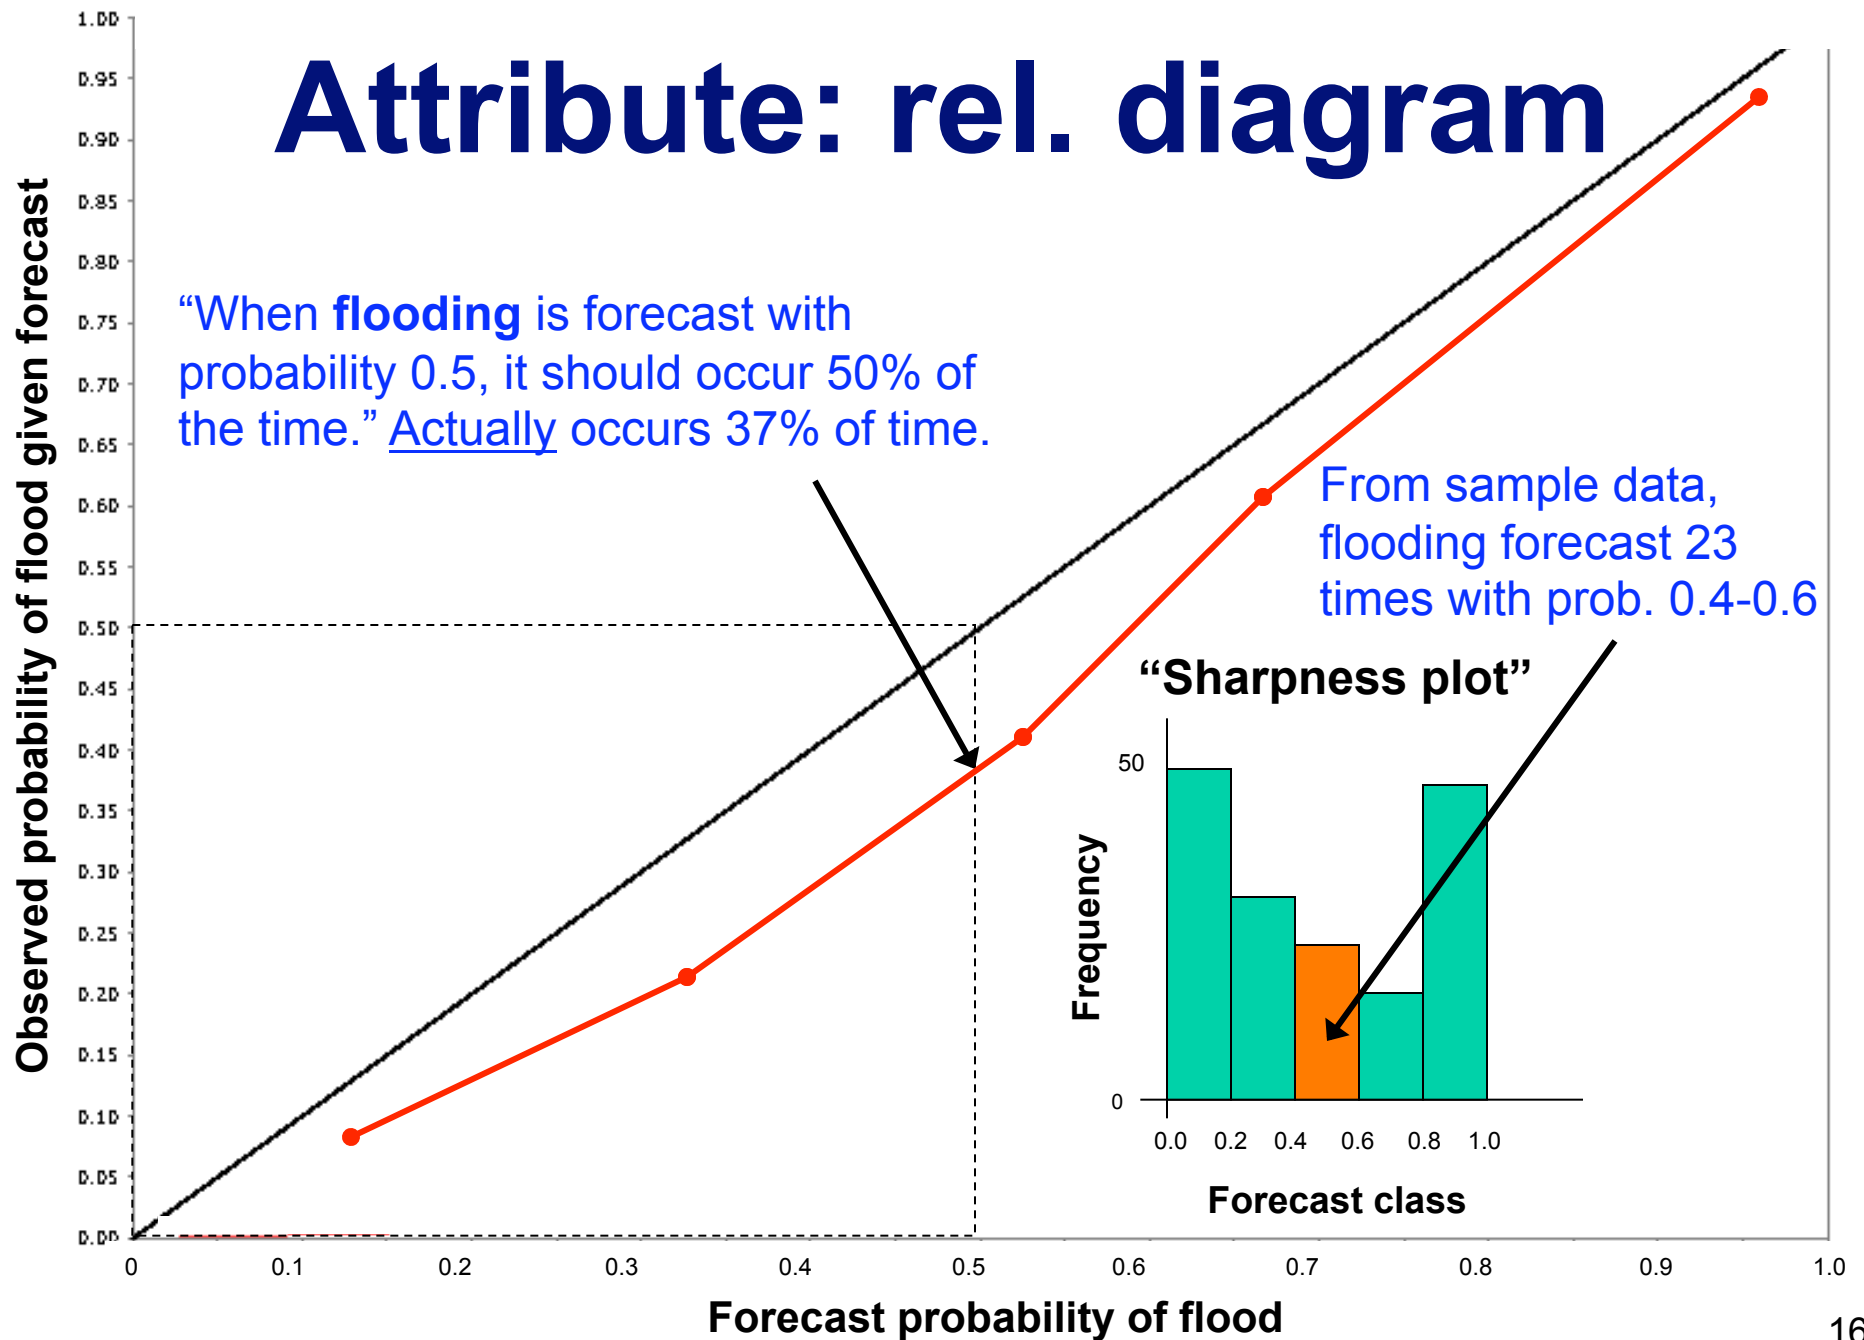 Attribute: rel. diagram
Observed probability of flood given forecast
1.00
0.95
0.90
0.85
0.80
0.75
0.70
0.65
0.60
0.55
0.50
0.45
0.40
0.35
0.30
0.25
0.20
0.15
0.10
0.05
0.00
“When flooding is forecast with
probability 0.5, it should occur 50% of
the time.” Actually occurs 37% of time.
From sample data,
flooding forecast 23
times with prob. 0.4-0.6
“Sharpness plot”
Frequency
50
0
0.0 0.2 0.4 0.6 0.8 1.0
Forecast class
0 0.1 0.2 0.3 0.4 0.5 0.6 0.7 0.8 0.9 1.0
Forecast probability of flood
16